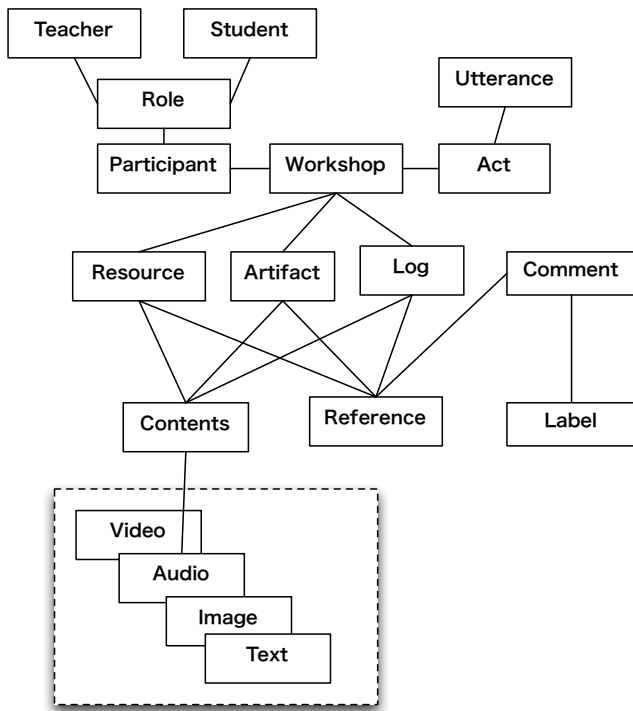 Teacher
Student
Role
Utterance
Participant
Workshop
Act
Resource
Artifact
Log
Comment
Contents
Reference
Label
Video
Audio
Image
Text